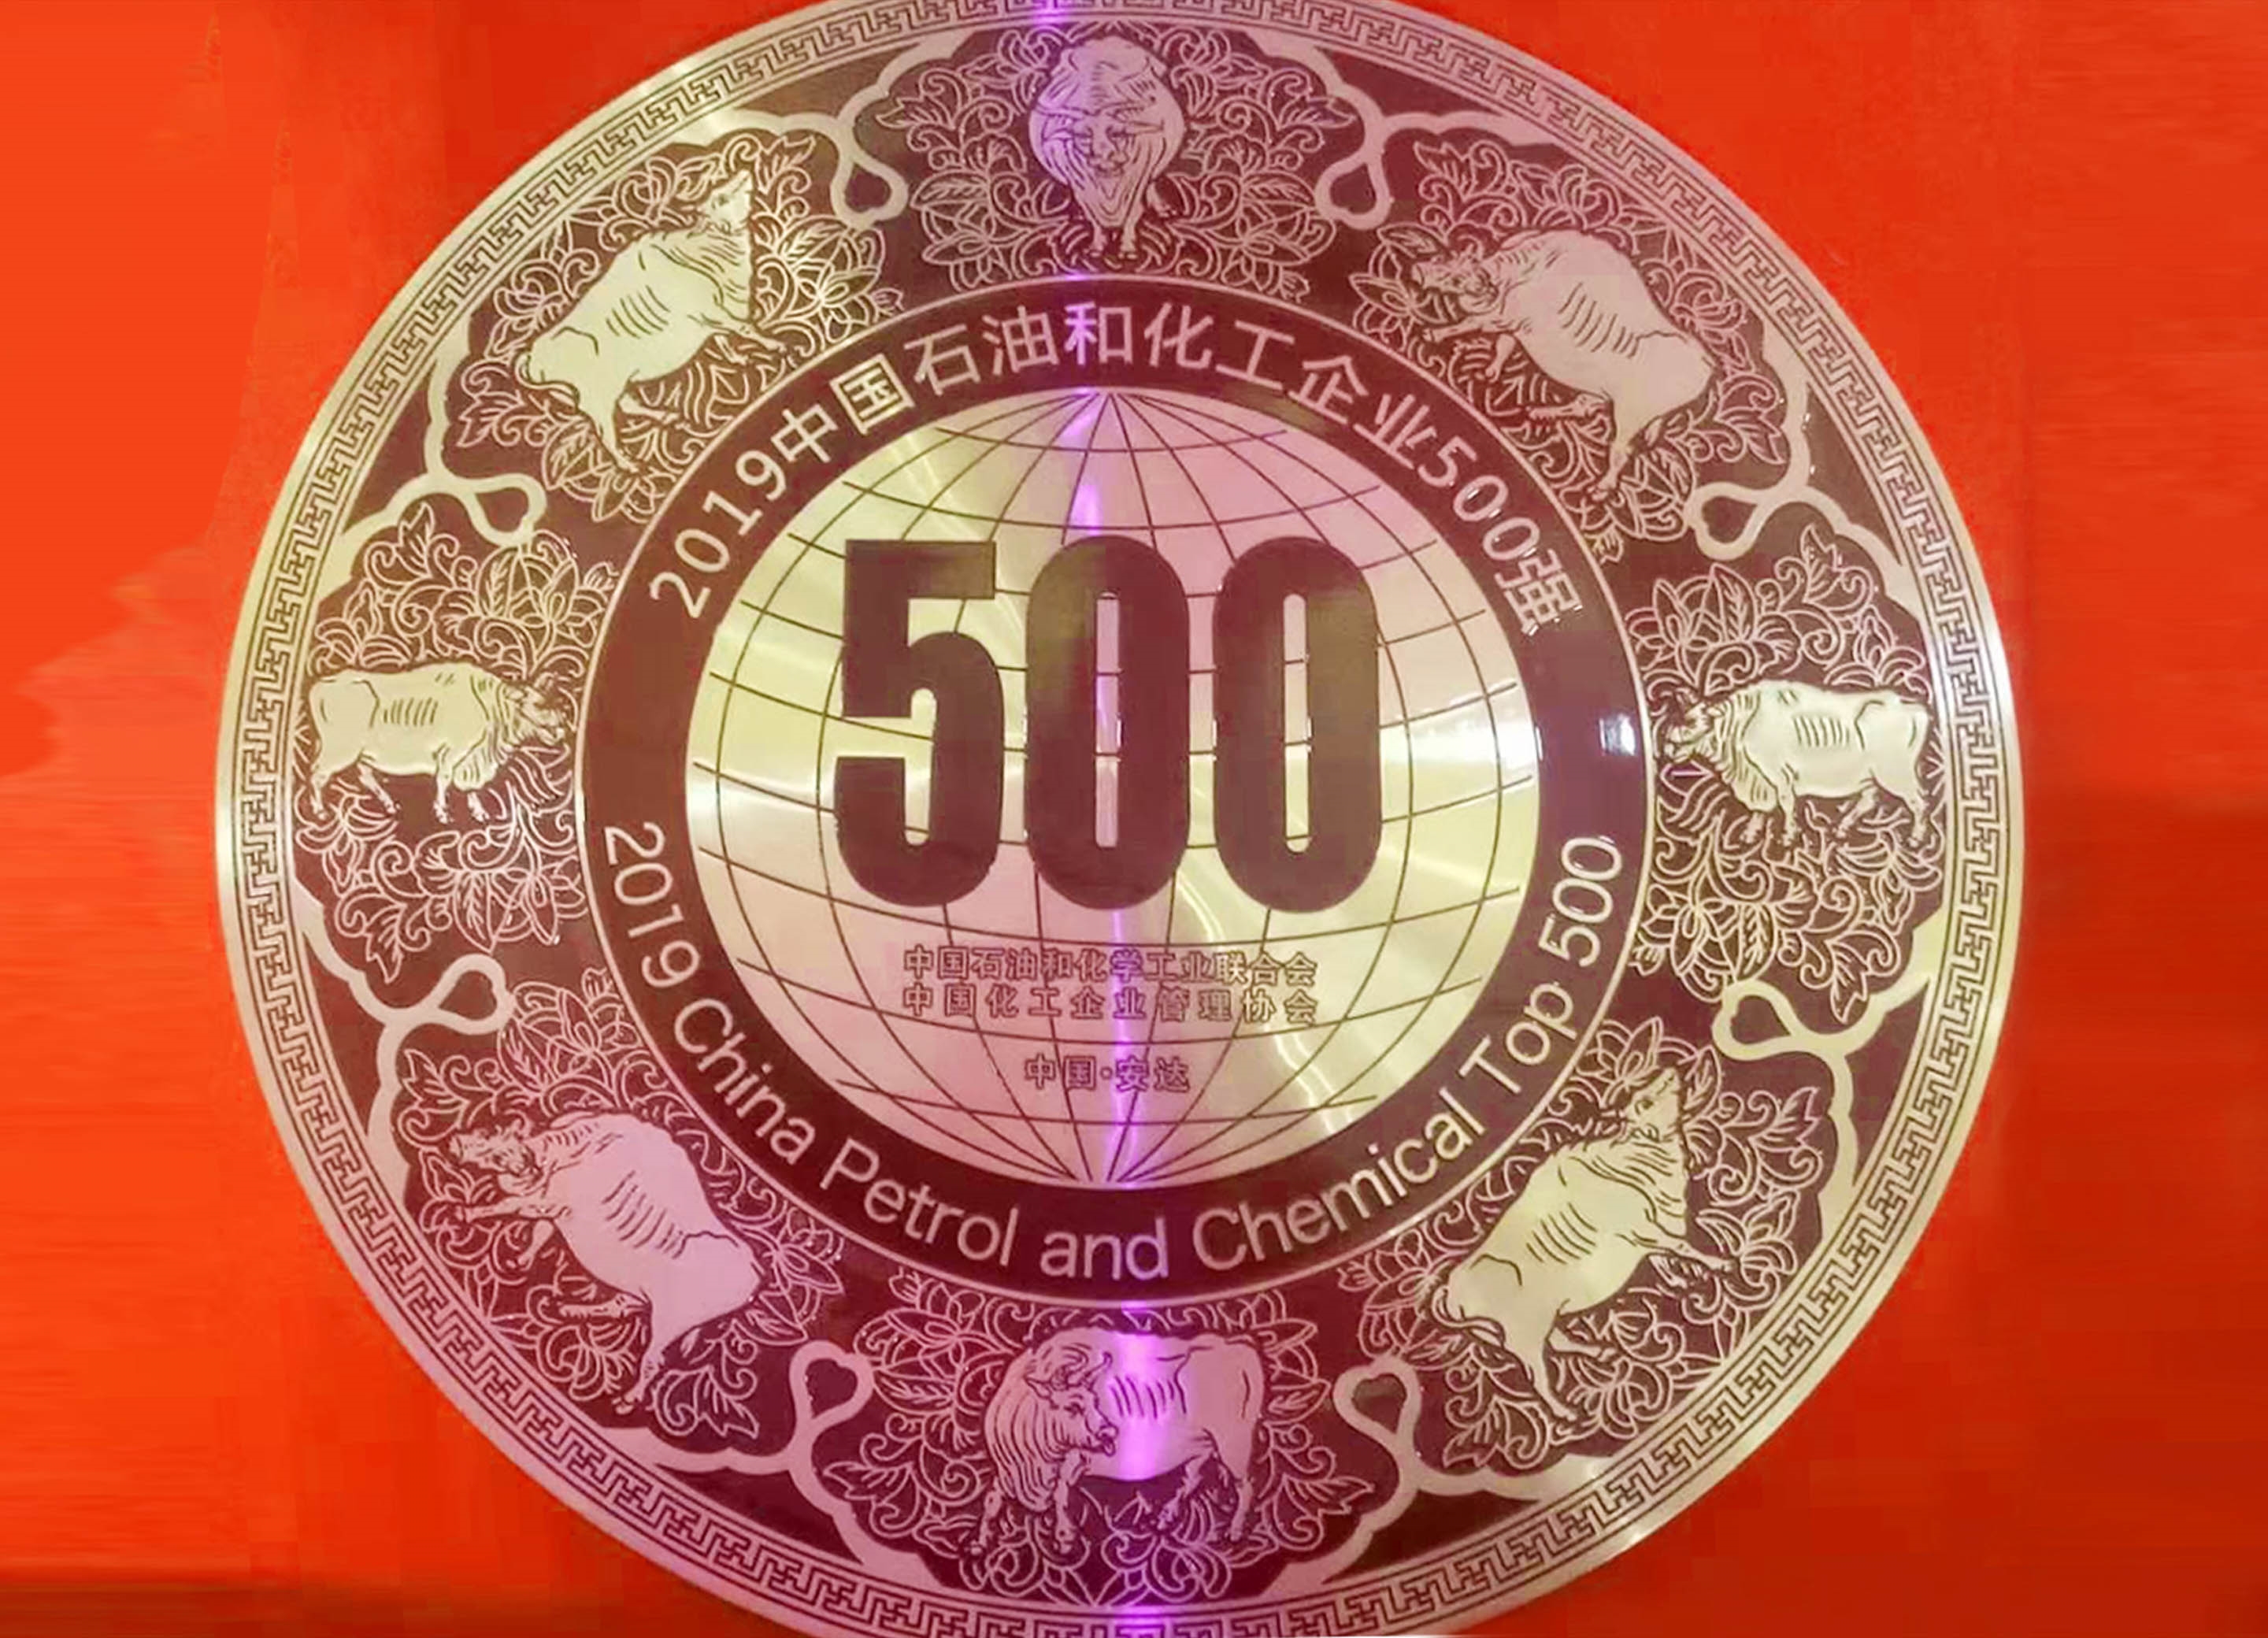 2019中国石油和化工企业500强
500
中国石油和化学工业联合会
中国化工企业管理协会
中国·安达
2019 China Petrol and Chemical Top 500